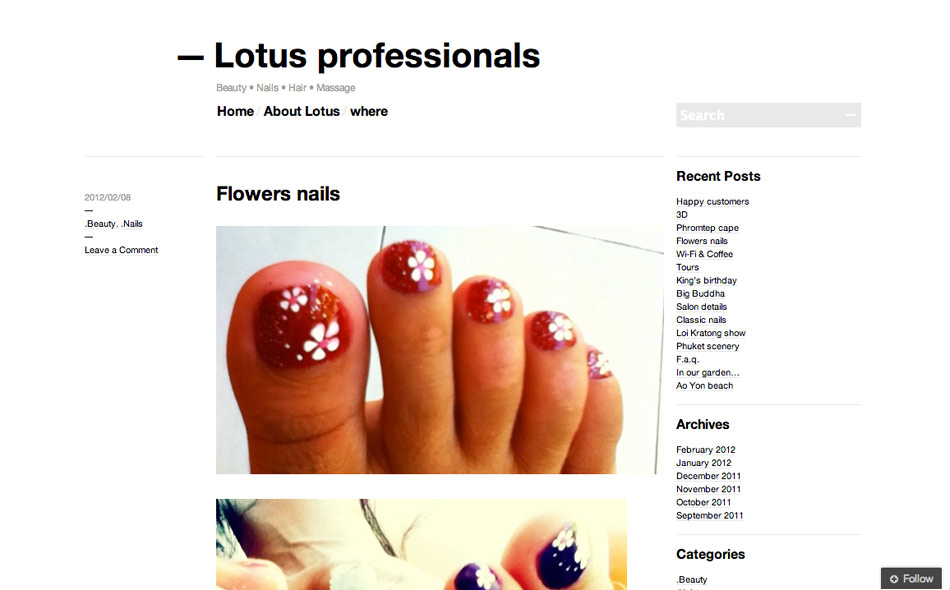 — Lotus professionals
Beauty • Nails • Hair • Massage
Home / About Lotus / where
Search —
2012/02/08
—
.Beauty, .Nails
—
Leave a Comment
Flowers nails
Recent Posts
Happy customers
3D
Phromtep cape
Flowers nails
Wi-Fi & Coffee
Tours
King's birthday
Big Buddha
Salon details
Classic nails
Loi Kratong show
Phuket scenery
F.a.q.
In our garden…
Ao Yon beach
Archives
February 2012
January 2012
December 2011
November 2011
October 2011
September 2011
Categories
.Beauty
Follow